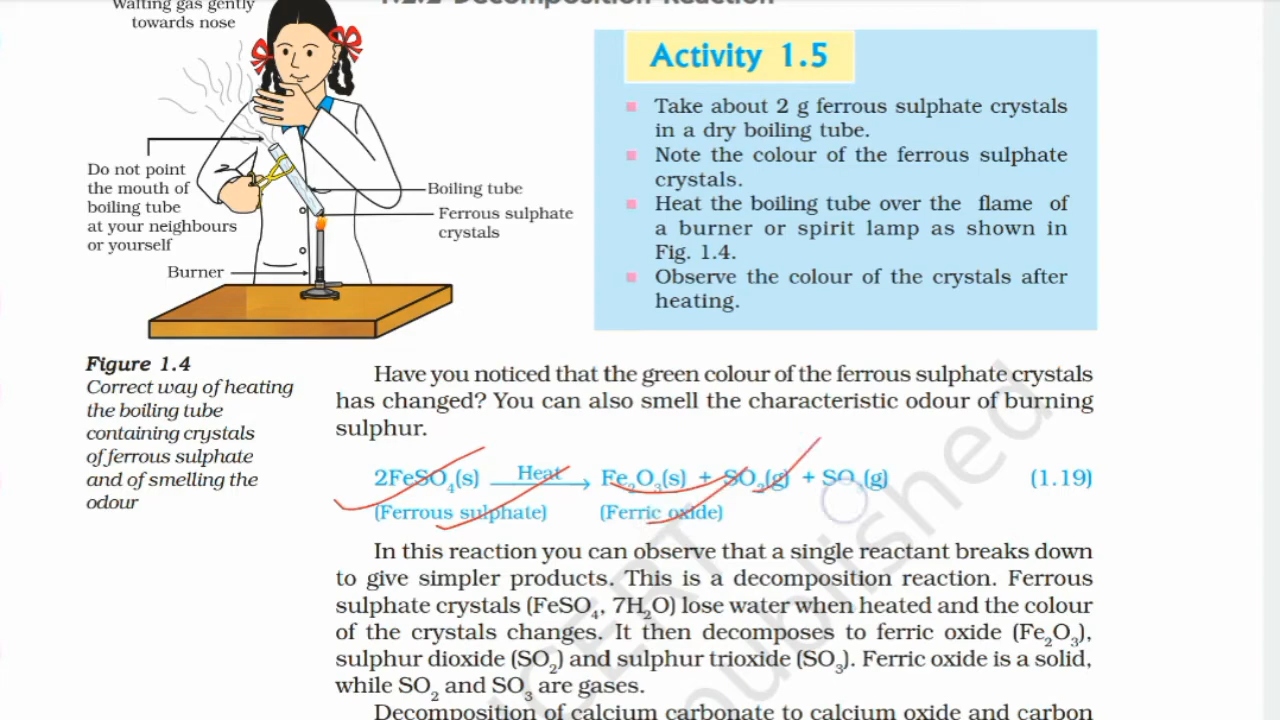 Wafting gas gently
towards nose
1.2.2 Decomposition Reaction
Do not point
the mouth of
boiling tube
at your neighbours
or yourself
Burner
Boiling tube
Ferrous sulphate
crystals
Figure 1.4
Correct way of heating
the boiling tube
containing crystals
of ferrous sulphate
and of smelling the
odour
Activity 1.5
Take about 2 g ferrous sulphate crystals
in a dry boiling tube.
Note the colour of the ferrous sulphate
crystals.
Heat the boiling tube over the flame of
a burner or spirit lamp as shown in
Fig. 1.4.
Observe the colour of the crystals after
heating.
Have you noticed that the green colour of the ferrous sulphate crystals
has changed? You can also smell the characteristic odour of burning
sulphur.
2FeSO₄(s) —Heat→ Fe₂O₃(s) + SO₂(g) + SO₃(g) (1.19)
(Ferrous sulphate) (Ferric oxide)
In this reaction you can observe that a single reactant breaks down
to give simpler products. This is a decomposition reaction. Ferrous
sulphate crystals (FeSO₄, 7H₂O) lose water when heated and the colour
of the crystals changes. It then decomposes to ferric oxide (Fe₂O₃),
sulphur dioxide (SO₂) and sulphur trioxide (SO₃). Ferric oxide is a solid,
while SO₂ and SO₃ are gases.
Decomposition of calcium carbonate to calcium oxide and carbon